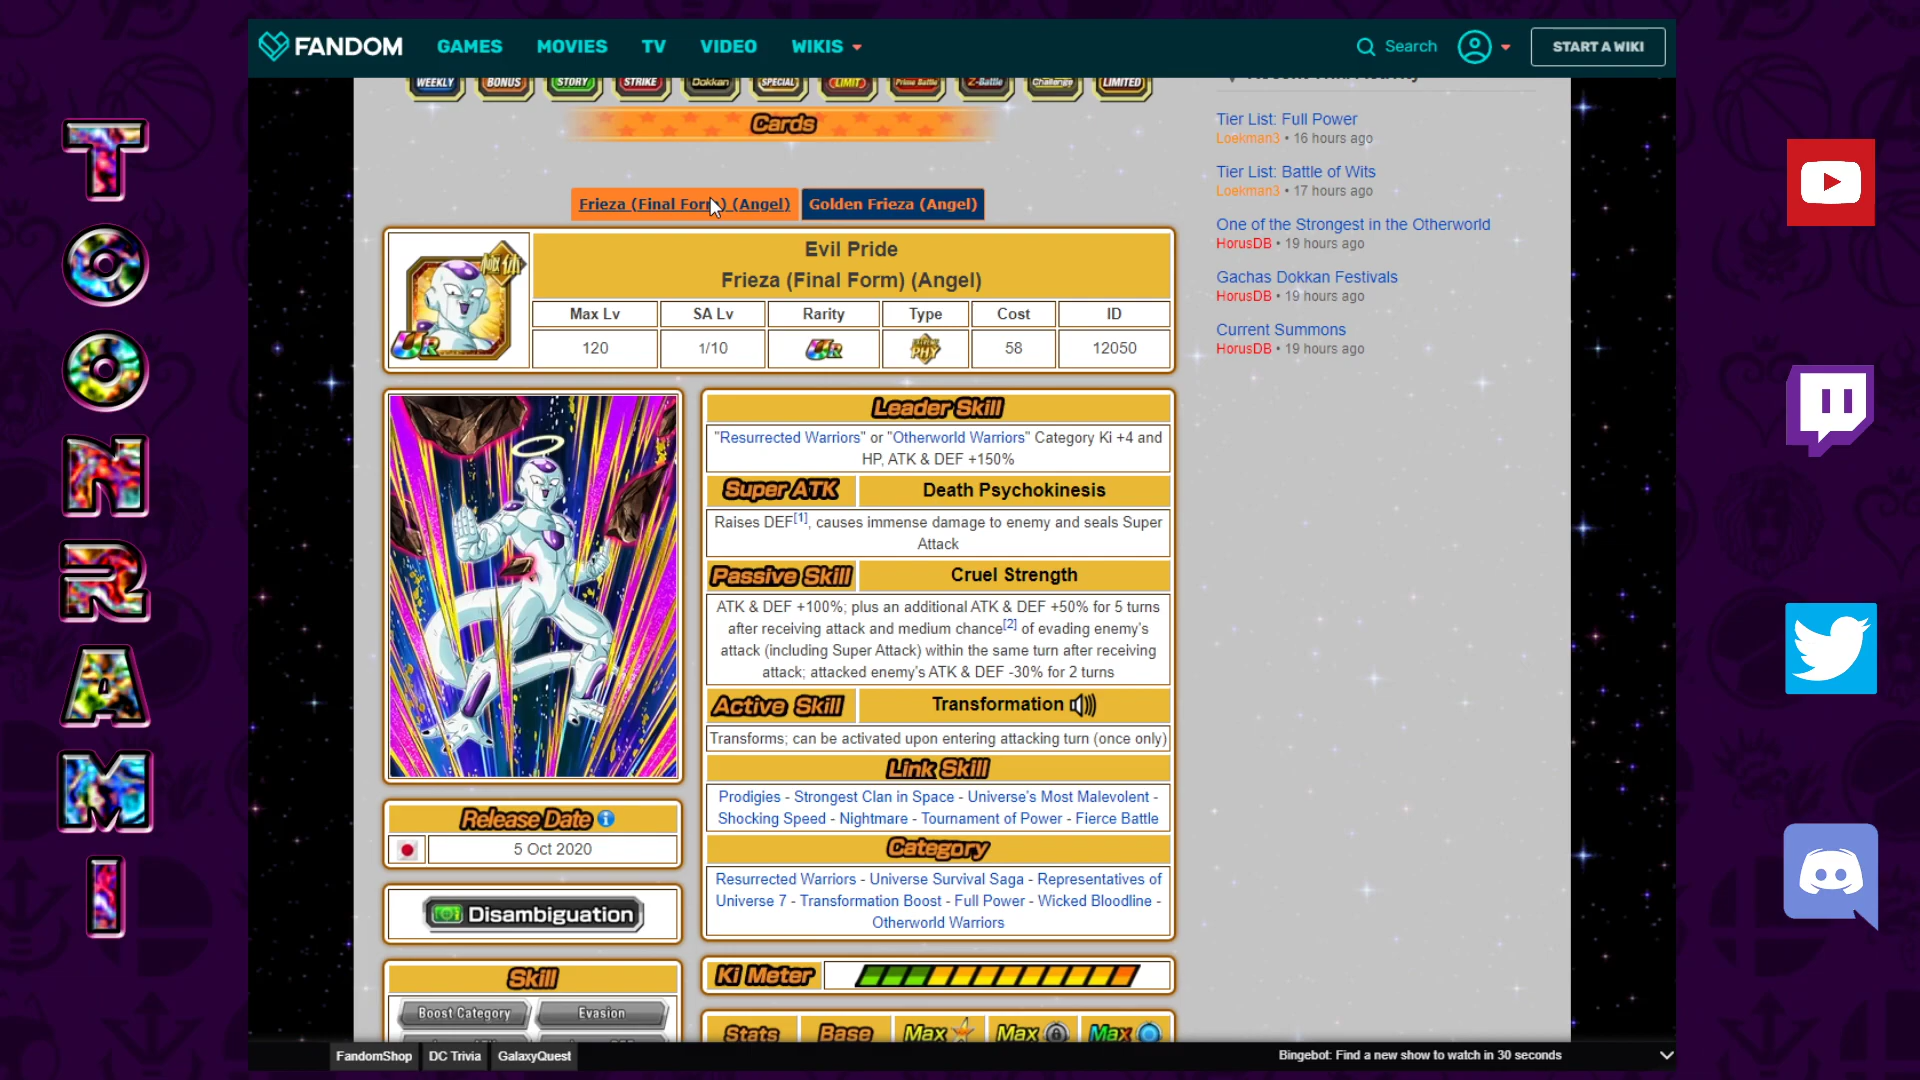 FANDOM GAMES MOVIES TV VIDEO WIKIS Search START A WIKI
WEEKLY BONUS STORY STRIKE Dokkan SPECIAL LIMIT Prime Battle Z-Battle Challenge LIMITED
Cards
Frieza (Final Form) (Angel) Golden Frieza (Angel)
Evil Pride
Frieza (Final Form) (Angel)
Max Lv SA Lv Rarity Type Cost ID
120 1/10 UR PHY 58 12050
UR
Leader Skill
"Resurrected Warriors" or "Otherworld Warriors" Category Ki +4 and
HP, ATK & DEF +150%
Super ATK Death Psychokinesis
Raises DEF[1], causes immense damage to enemy and seals Super
Attack
Passive Skill Cruel Strength
ATK & DEF +100%; plus an additional ATK & DEF +50% for 5 turns
after receiving attack and medium chance[2] of evading enemy's
attack (including Super Attack) within the same turn after receiving
attack; attacked enemy's ATK & DEF -30% for 2 turns
Active Skill Transformation
Transforms; can be activated upon entering attacking turn (once only)
Link Skill
Prodigies - Strongest Clan in Space - Universe's Most Malevolent -
Shocking Speed - Nightmare - Tournament of Power - Fierce Battle
Category
Resurrected Warriors - Universe Survival Saga - Representatives of
Universe 7 - Transformation Boost - Full Power - Wicked Bloodline -
Otherworld Warriors
Ki Meter
Stats Base Max Max Max
Release Date
5 Oct 2020
Disambiguation
Skill
Boost Category Evasion
Tier List: Full Power
Loekman3 • 16 hours ago
Tier List: Battle of Wits
Loekman3 • 17 hours ago
One of the Strongest in the Otherworld
HorusDB • 19 hours ago
Gachas Dokkan Festivals
HorusDB • 19 hours ago
Current Summons
HorusDB • 19 hours ago
FandomShop DC Trivia GalaxyQuest Bingebot: Find a new show to watch in 30 seconds
TOONRAMI